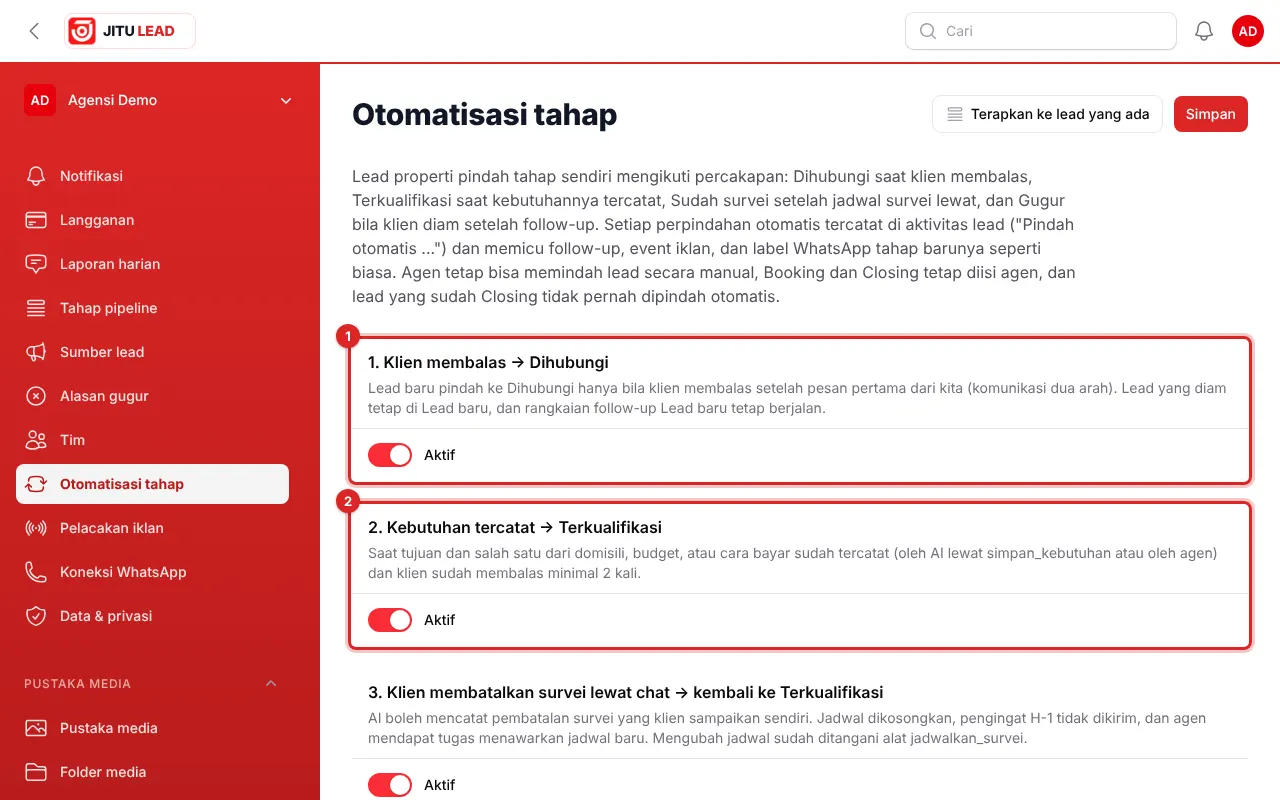 JITU LEAD
Cari
AD
AD
Agensi Demo
Notifikasi
Langganan
Laporan harian
Tahap pipeline
Sumber lead
Alasan gugur
Tim
Otomatisasi tahap
Pelacakan iklan
Koneksi WhatsApp
Data & privasi
PUSTAKA MEDIA
Pustaka media
Folder media
Otomatisasi tahap
Terapkan ke lead yang ada
Simpan
Lead properti pindah tahap sendiri mengikuti percakapan: Dihubungi saat klien membalas,
Terkualifikasi saat kebutuhannya tercatat, Sudah survei setelah jadwal survei lewat, dan Gugur
bila klien diam setelah follow-up. Setiap perpindahan otomatis tercatat di aktivitas lead ("Pindah
otomatis ...") dan memicu follow-up, event iklan, dan label WhatsApp tahap barunya seperti
biasa. Agen tetap bisa memindah lead secara manual, Booking dan Closing tetap diisi agen, dan
lead yang sudah Closing tidak pernah dipindah otomatis.
1
1. Klien membalas → Dihubungi
Lead baru pindah ke Dihubungi hanya bila klien membalas setelah pesan pertama dari kita (komunikasi dua arah). Lead yang diam
tetap di Lead baru, dan rangkaian follow-up Lead baru tetap berjalan.
Aktif
2
2. Kebutuhan tercatat → Terkualifikasi
Saat tujuan dan salah satu dari domisili, budget, atau cara bayar sudah tercatat (oleh AI lewat simpan_kebutuhan atau oleh agen)
dan klien sudah membalas minimal 2 kali.
Aktif
3. Klien membatalkan survei lewat chat → kembali ke Terkualifikasi
AI boleh mencatat pembatalan survei yang klien sampaikan sendiri. Jadwal dikosongkan, pengingat H-1 tidak dikirim, dan agen
mendapat tugas menawarkan jadwal baru. Mengubah jadwal sudah ditangani alat jadwalkan_survei.
Aktif